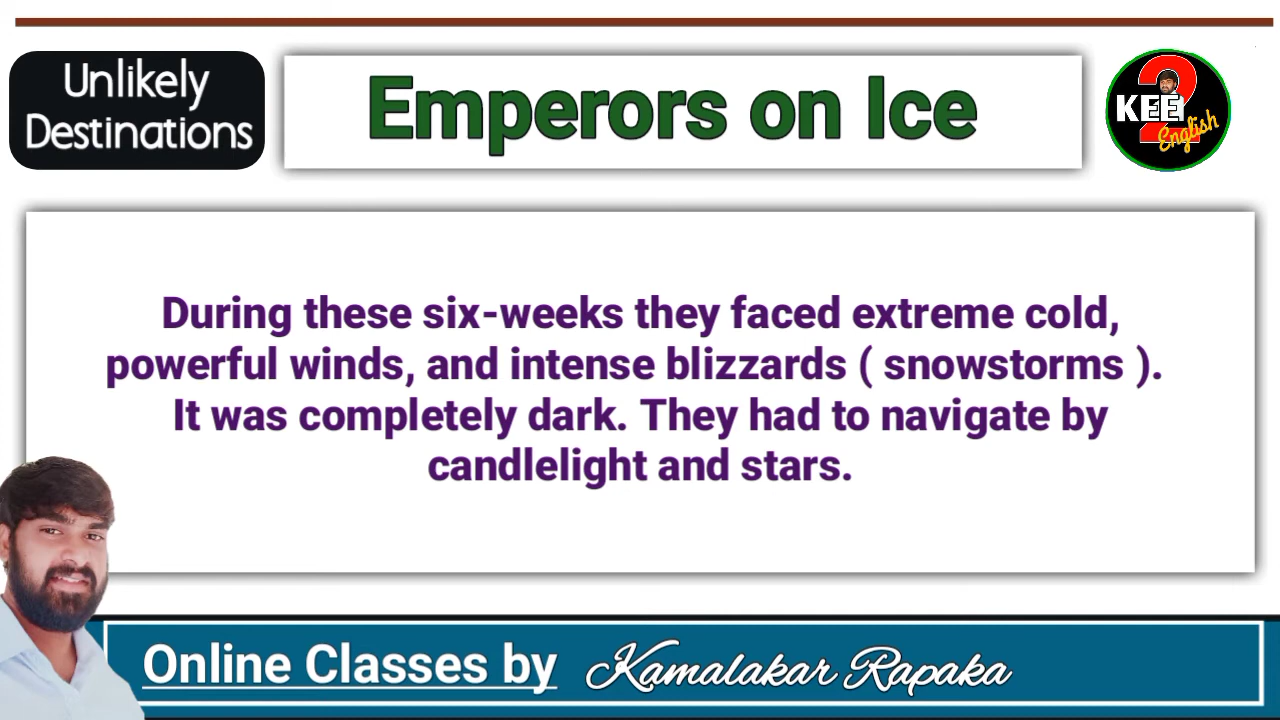 Unlikely
Destinations
Emperors on Ice
KEE
2
English
During these six-weeks they faced extreme cold,
powerful winds, and intense blizzards ( snowstorms ).
It was completely dark. They had to navigate by
candlelight and stars.
Online Classes by Kamalakar Rapaka